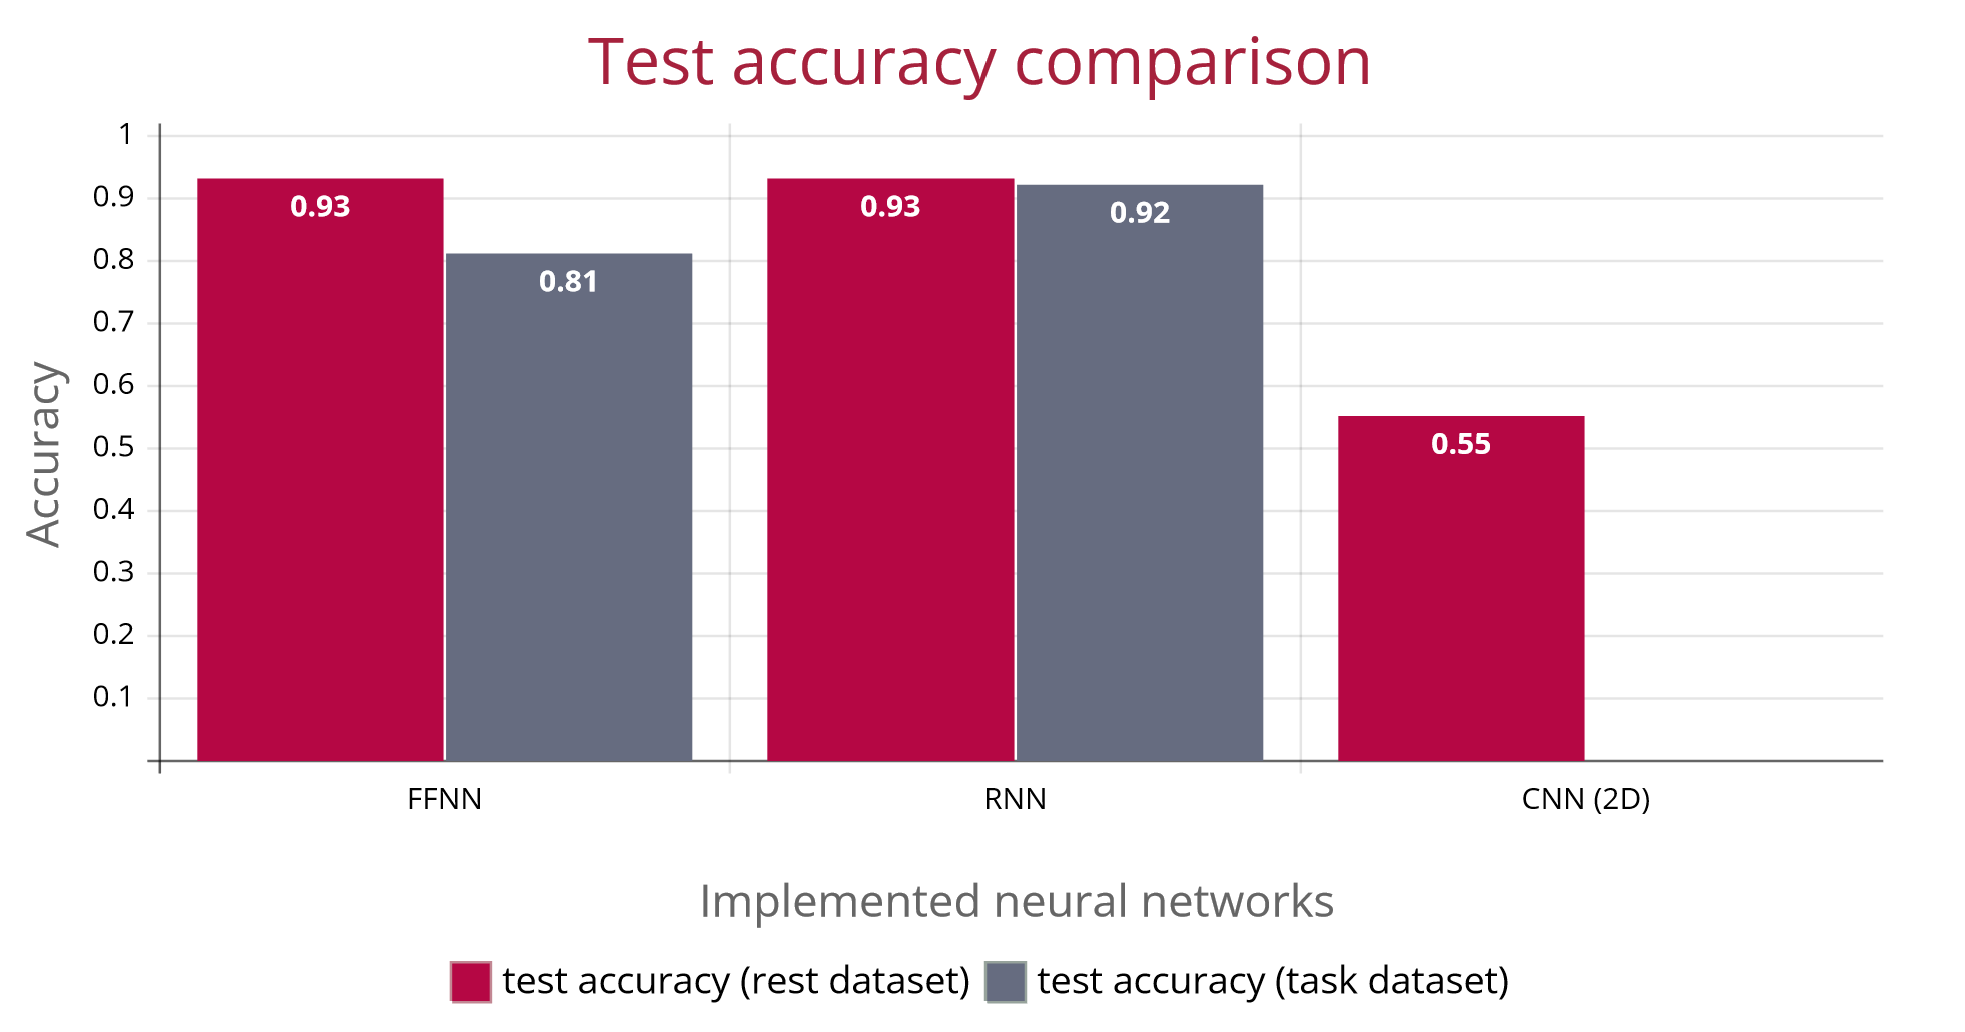 Test accuracy comparison
1
0.9
0.8
0.7
0.6
0.5
0.4
0.3
0.2
0.1
Accuracy
0.93
0.81
0.93
0.92
0.55
FFNN
RNN
CNN (2D)
Implemented neural networks
test accuracy (rest dataset)
test accuracy (task dataset)